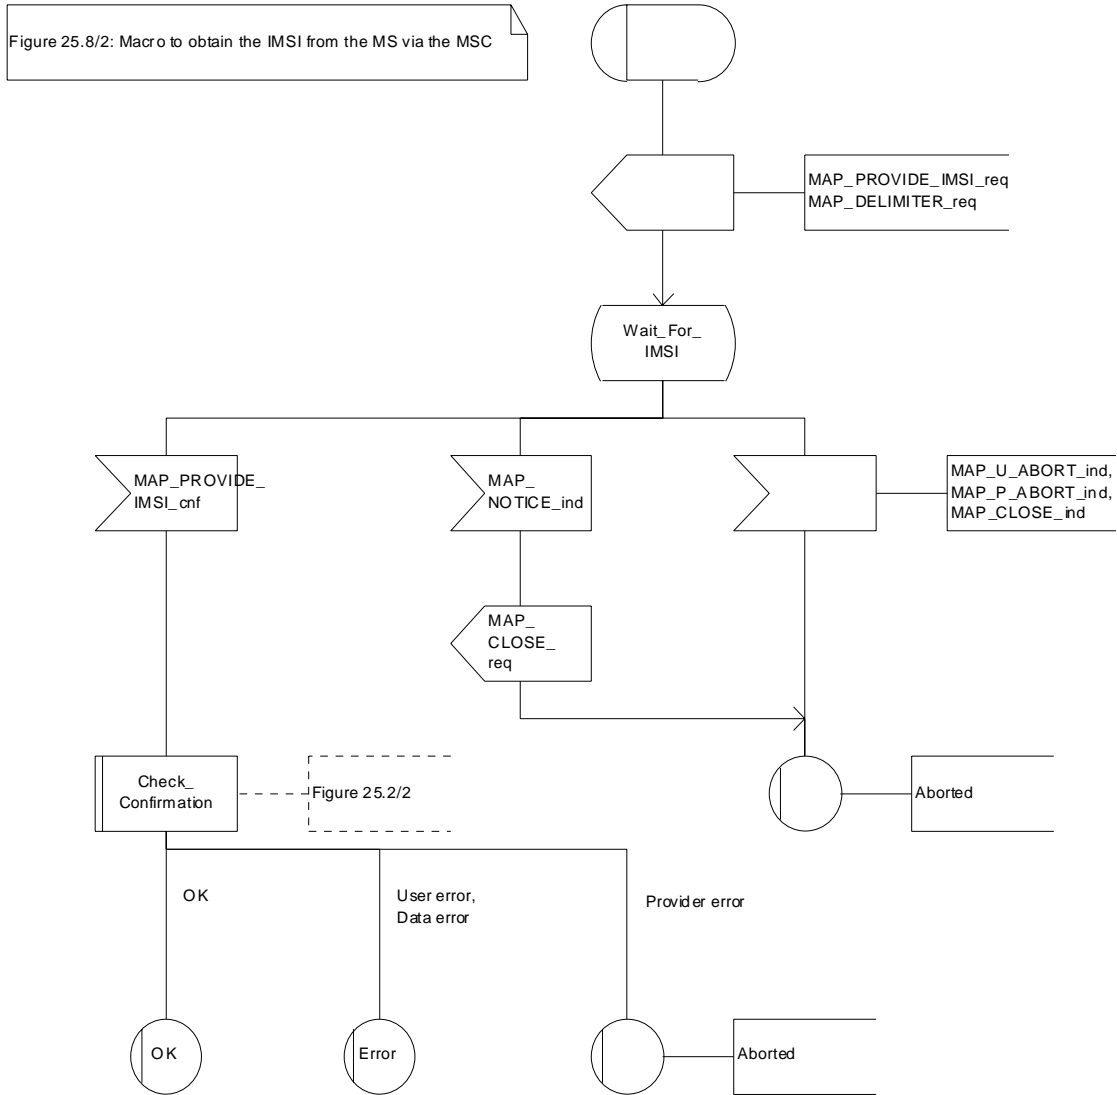 Figure 25.8/2: Macro to obtain the IMSI from the MS via the MSC
MAP_PROVIDE_IMSI_req
MAP_DELIMITER_req
Wait_For_
IMSI
MAP_PROVIDE_
IMSI_cnf
MAP_
NOTICE_ind
MAP_U_ABORT_ind,
MAP_P_ABORT_ind,
MAP_CLOSE_ind
MAP_
CLOSE_
req
Check_
Confirmation
Figure 25.2/2
Aborted
OK
User error,
Data error
Provider error
OK
Error
Aborted